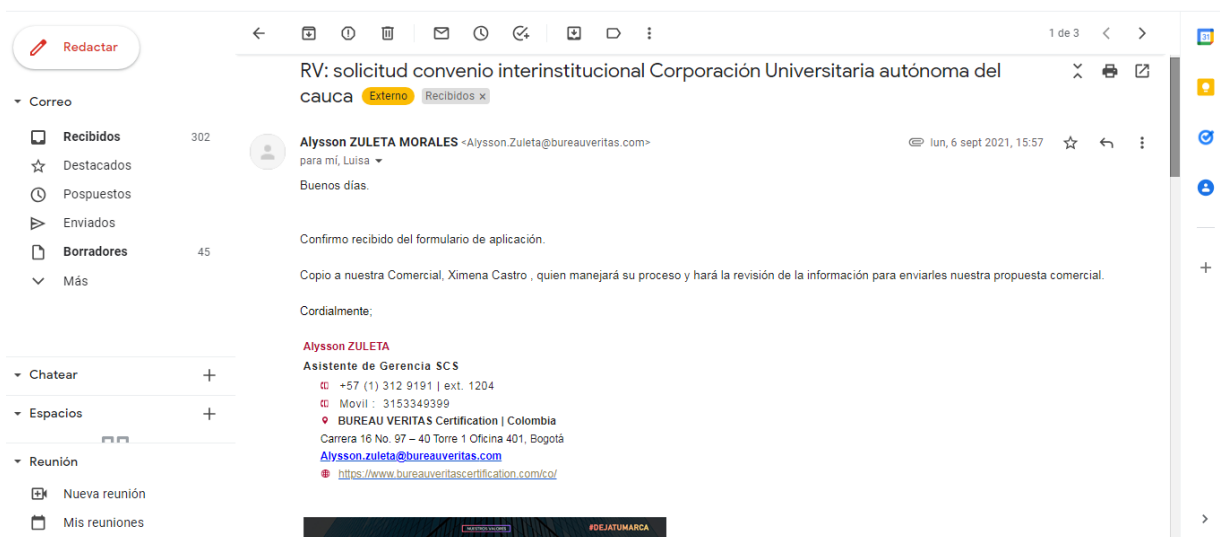 Redactar
1 de 3
31
RV: solicitud convenio interinstitucional Corporación Universitaria autónoma del
cauca Externo Recibidos x
Correo
Recibidos 302
Destacados
Pospuestos
Enviados
Borradores 45
Más
Chatear
Espacios
Reunión
Nueva reunión
Mis reuniones
Alysson ZULETA MORALES <Alysson.Zuleta@bureauveritas.com> lun, 6 sept 2021, 15:57
para mí, Luisa
Buenos días.
Confirmo recibido del formulario de aplicación.
Copio a nuestra Comercial, Ximena Castro , quien manejará su proceso y hará la revisión de la información para enviarles nuestra propuesta comercial.
Cordialmente;
Alysson ZULETA
Asistente de Gerencia SCS
+57 (1) 312 9191 | ext. 1204
Movil : 3153349399
BUREAU VERITAS Certification | Colombia
Carrera 16 No. 97 – 40 Torre 1 Oficina 401, Bogotá
Alysson.zuleta@bureauveritas.com
https://www.bureauveritascertification.com/co/
NUESTROS VALORES #DEJATUMARCA